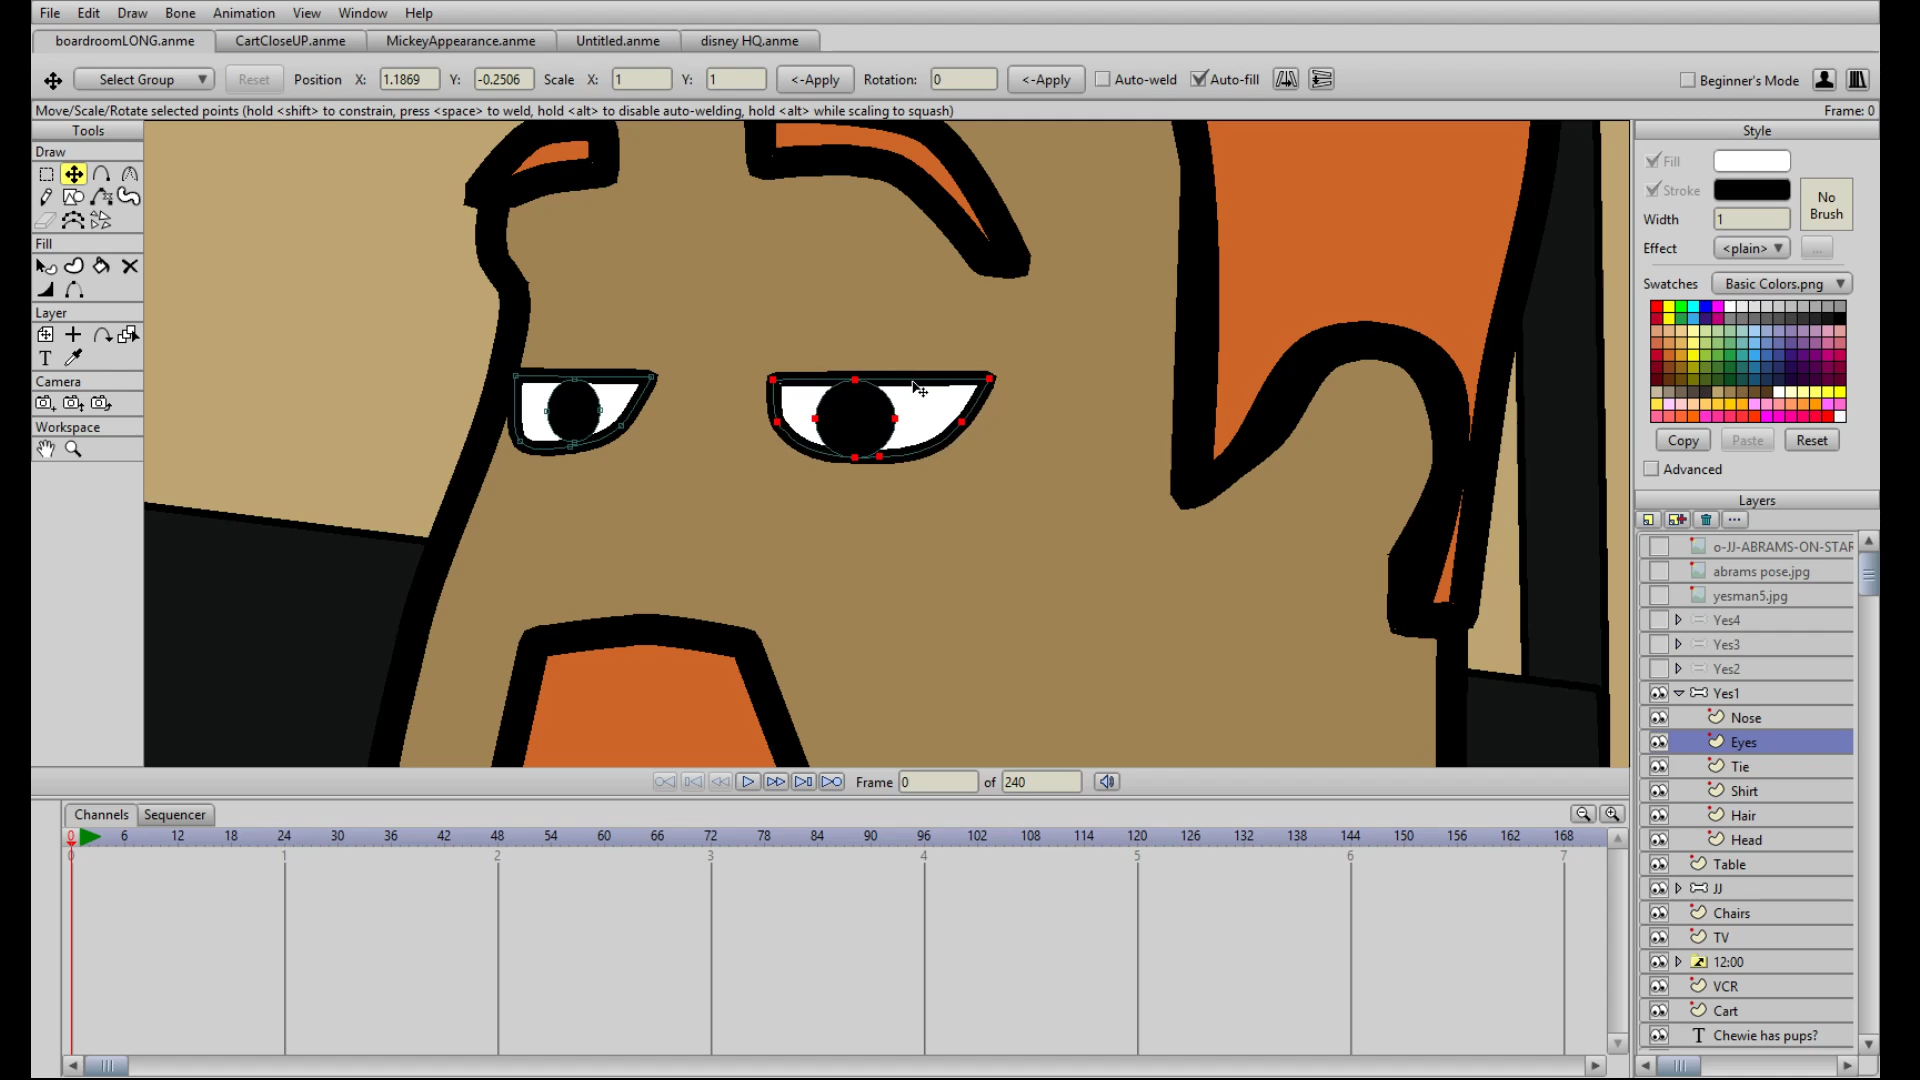 File Edit Draw Bone Animation View Window Help
boardroomLONG.anme CartCloseUP.anme MickeyAppearance.anme Untitled.anme disney HQ.anme
Select Group Reset Position X: 1.1869 Y: -0.2506 Scale X: 1 Y: 1 <-Apply Rotation: 0 <-Apply Auto-weld Auto-fill Beginner's Mode
Move/Scale/Rotate selected points (hold <shift> to constrain, press <space> to weld, hold <alt> to disable auto-welding, hold <alt> while scaling to squash) Frame: 0
Tools
Draw
Fill
Layer
T
Camera
Workspace
Style
Fill
Stroke
No
Brush
Width 1
Effect <plain> ...
Swatches Basic Colors.png
Copy Paste Reset
Advanced
Layers
o-JJ-ABRAMS-ON-STAR
abrams pose.jpg
yesman5.jpg
Yes4
Yes3
Yes2
Yes1
Nose
Eyes
Tie
Shirt
Hair
Head
Table
JJ
Chairs
TV
12:00
VCR
Cart
T Chewie has pups?
Frame 0 of 240
Channels Sequencer
0 6 12 18 24 30 36 42 48 54 60 66 72 78 84 90 96 102 108 114 120 126 132 138 144 150 156 162 168
0 1 2 3 4 5 6 7